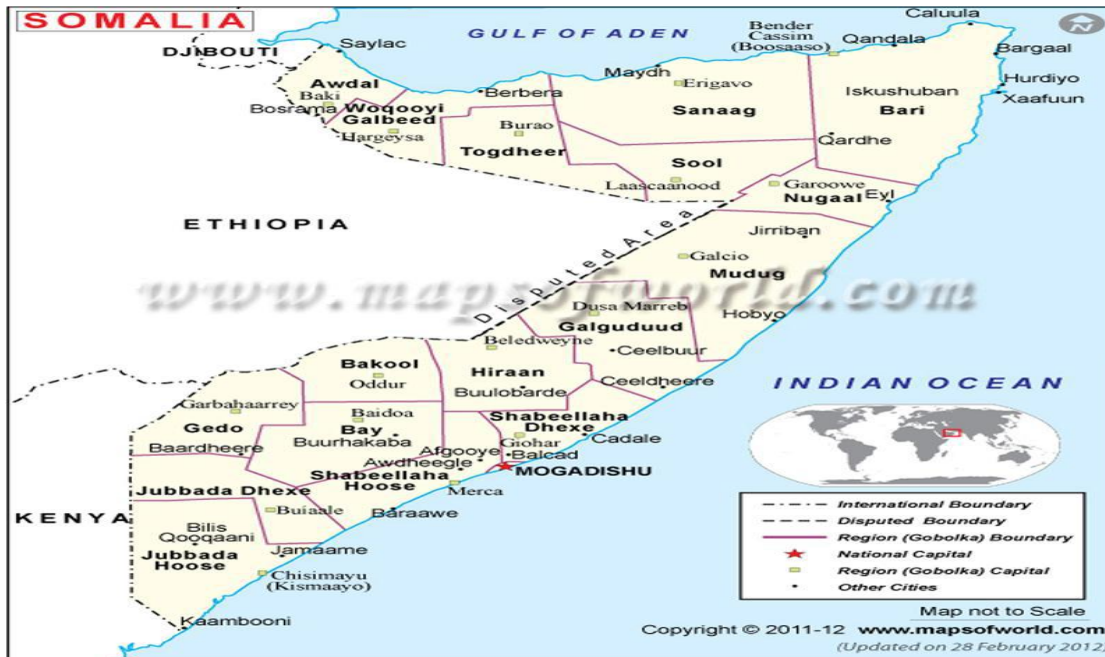 SOMALIA
DJIBOUTI
GULF OF ADEN
Saylac
Caluula
Bender
Cassim
(Boosaaso)
Qandala
Bargaal
Awdal
Baki
Bosrama
Woqooyi
Galbeed
Hargeysa
Berbera
Maydh
Erigavo
Sanaag
Iskushuban
Bari
Hurdiyo
Xaafuun
Burao
Togdheer
Qardhe
Sool
Laascaanood
Garoowe
Nugaal
Eyl
ETHIOPIA
Disputed Area
Jirriban
Galcio
Mudug
www.mapsofworld.com
Dusa Marreb
Galguduud
Hobyo
Ceelbuur
Beledweyne
Hiraan
Buulobarde
Ceeldheere
Bakool
Oddur
INDIAN OCEAN
Garbahaarrey
Gedo
Baardheere
Baidoa
Bay
Buurhakaba
Shabeellaha
Dhexe
Giohar
Cadale
Afgooye
Balcad
Awdheegle
MOGADISHU
Shabeellaha
Hoose
Merca
Jubbada Dhexe
Buiaale
Baraawe
KENYA
Bilis
Qooqaani
Jubbada
Hoose
Jamaame
Chisimayu
(Kismaayo)
Kaambooni
International Boundary
Disputed Boundary
Region (Gobolka) Boundary
National Capital
Region (Gobolka) Capital
Other Cities
Map not to Scale
Copyright © 2011-12 www.mapsofworld.com
(Updated on 28 February 2012)